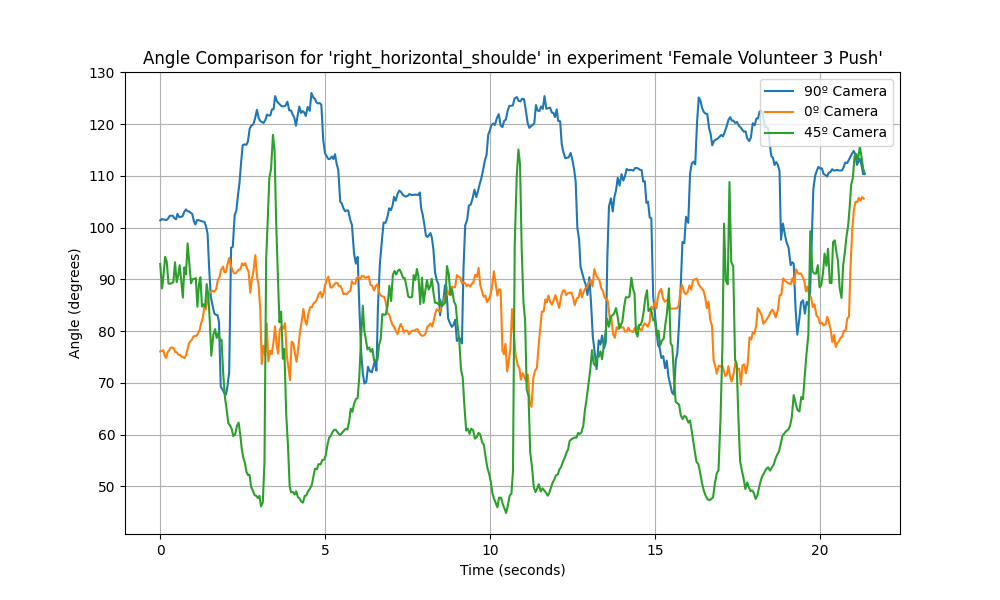 Angle Comparison for 'right_horizontal_shoulde' in experiment 'Female Volunteer 3 Push'
130
120
110
100
90
80
70
60
50
Angle (degrees)
90º Camera
0º Camera
45º Camera
0 5 10 15 20
Time (seconds)